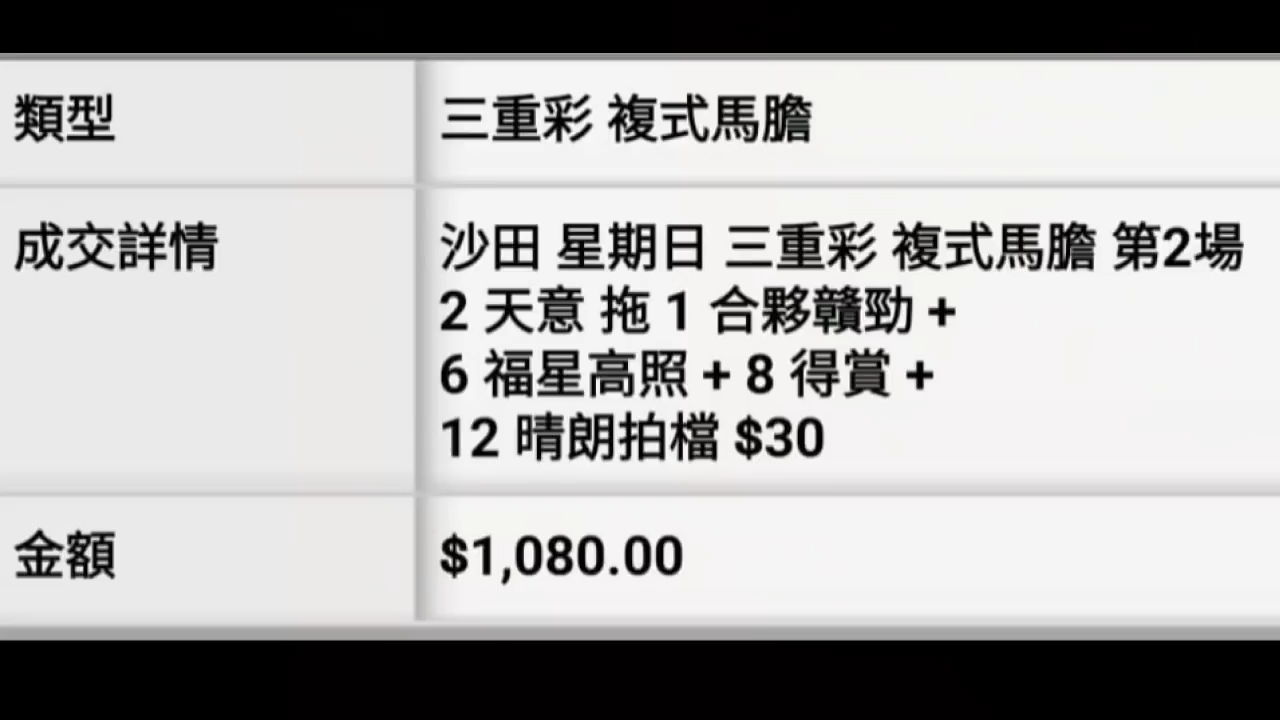 類型
三重彩 複式馬膽
成交詳情
沙田 星期日 三重彩 複式馬膽 第2場
2 天意 拖 1 合夥贛勁 +
6 福星高照 + 8 得賞 +
12 晴朗拍檔 $30
金額
$1,080.00